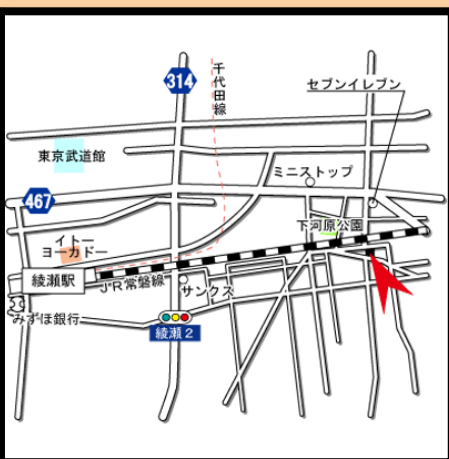 314
千代田線
セブンイレブン
東京武道館
ミニストップ
467
下河原公園
イトー
ヨーカドー
綾瀬駅
JR常磐線
サンクス
みずほ銀行
綾瀬2